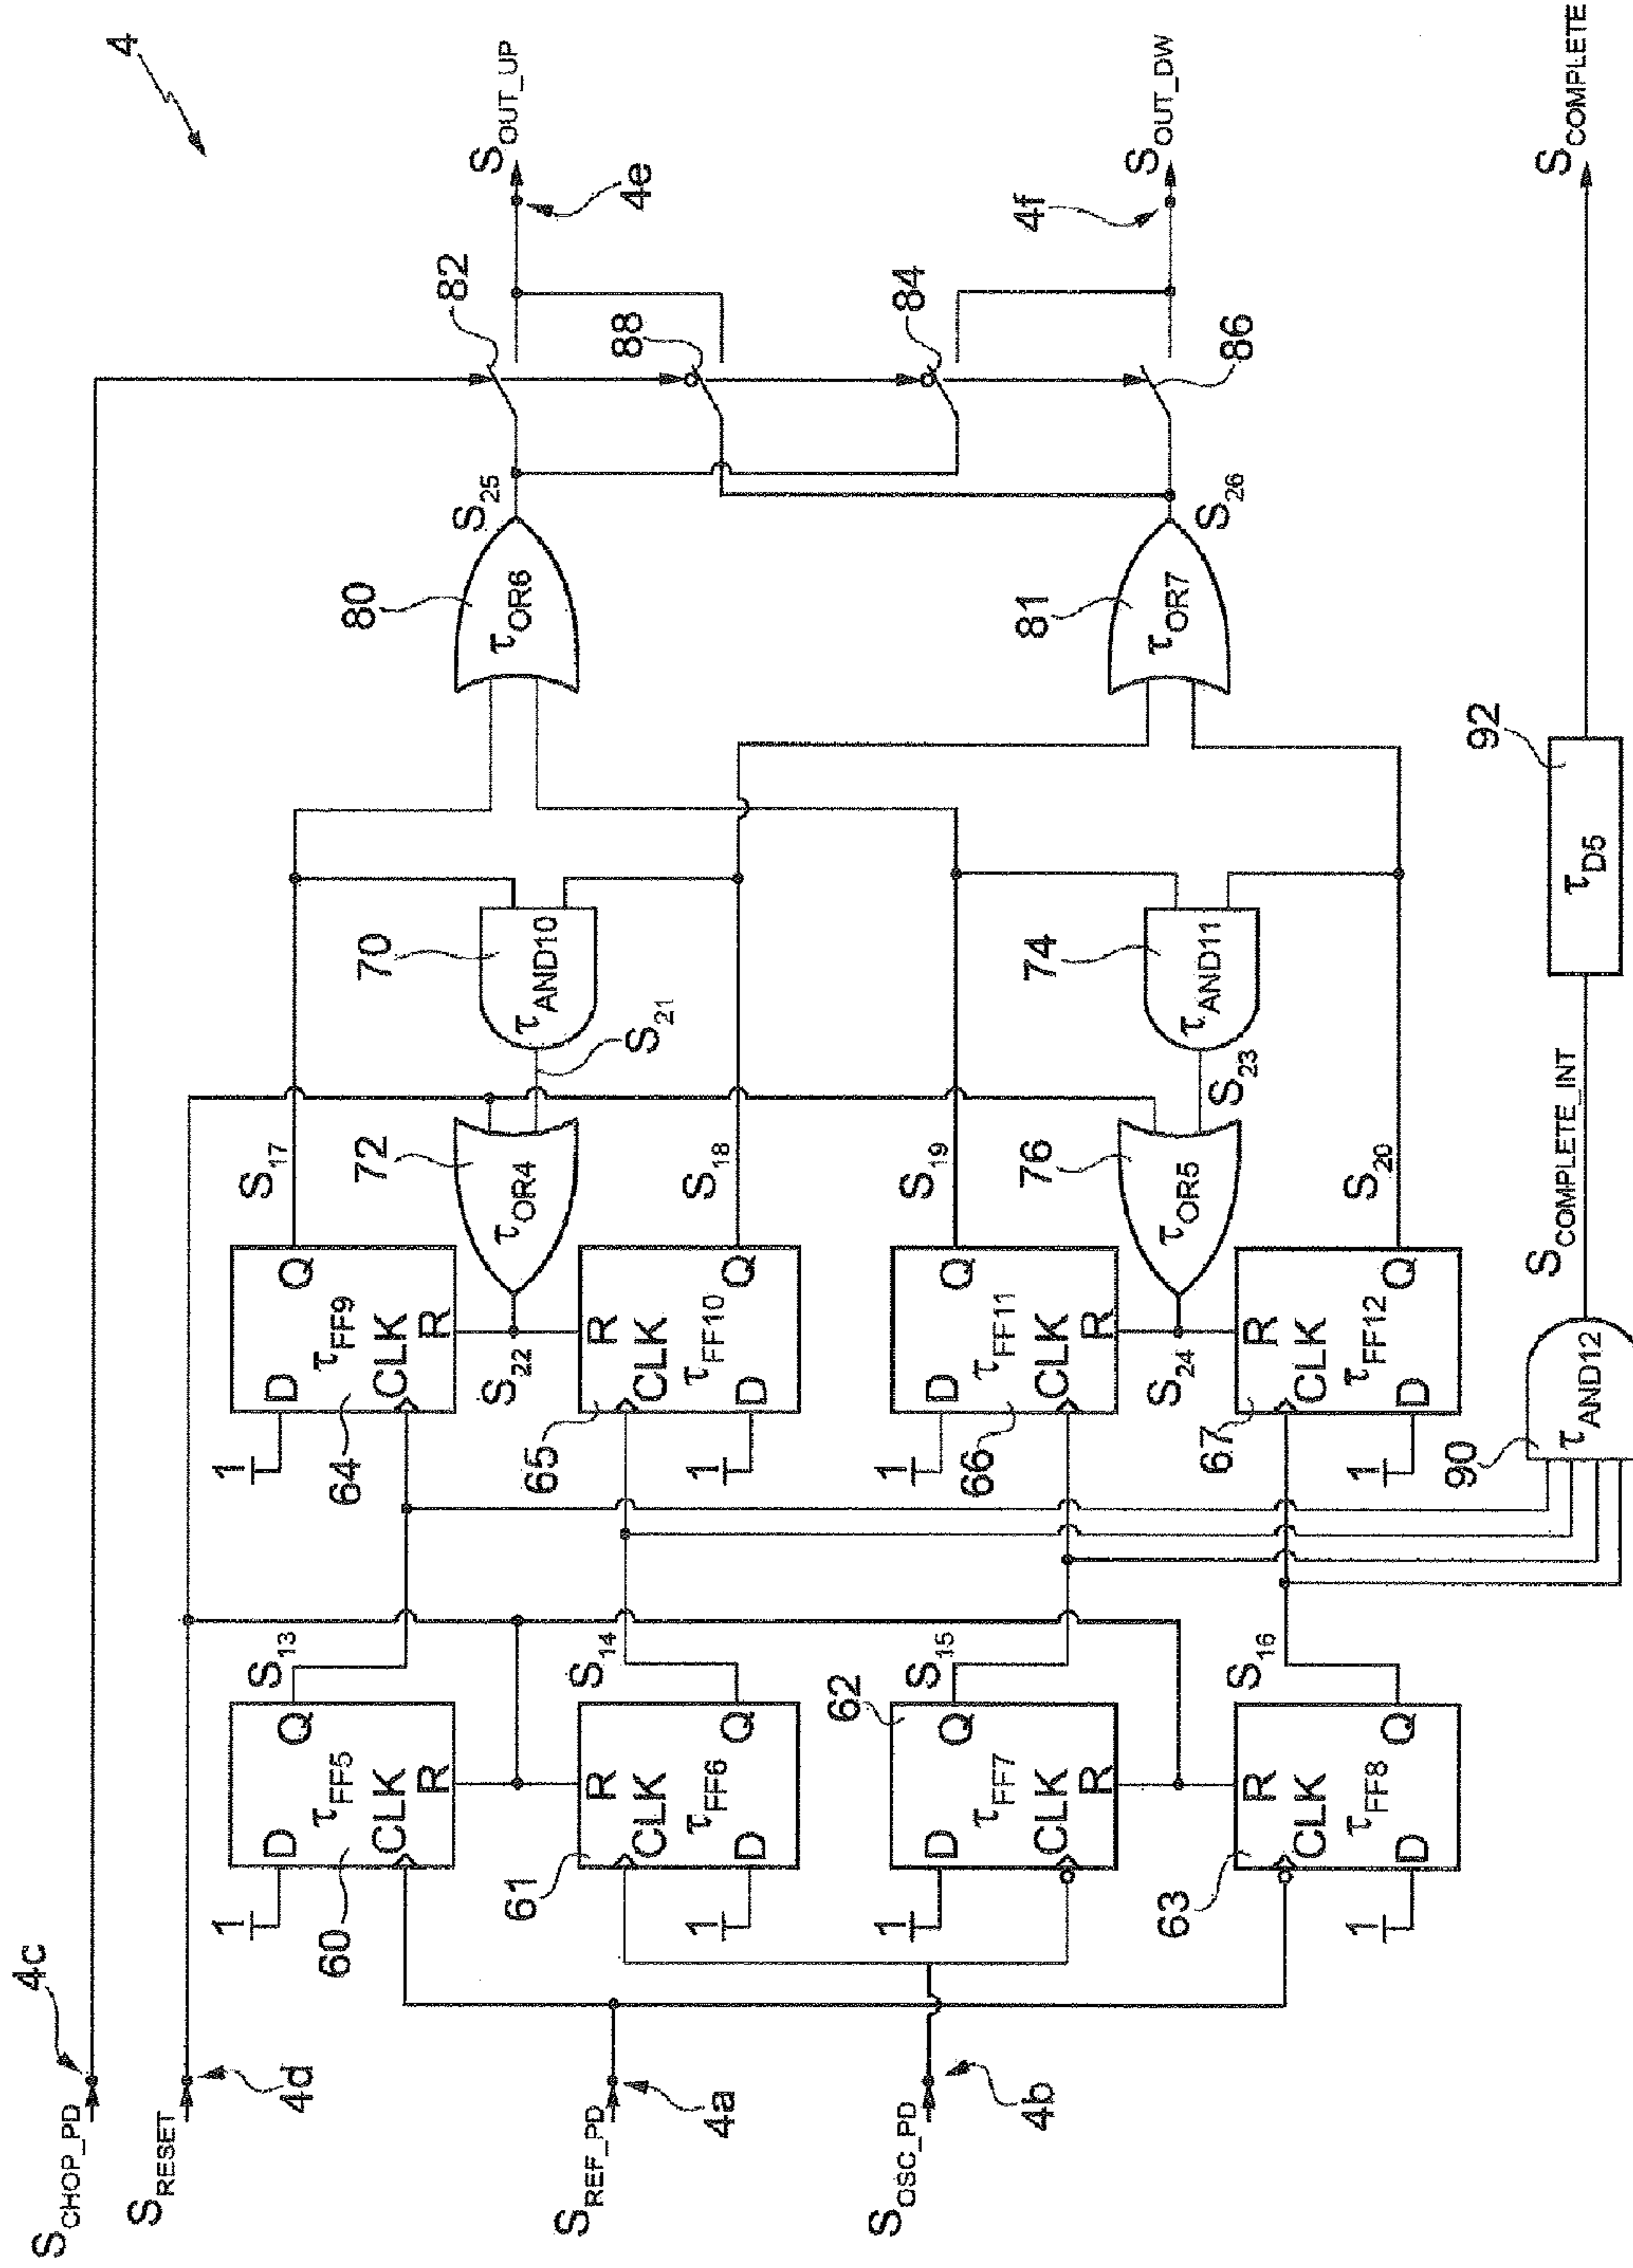 4
4c
S_CHOP_PD
4d
S_RESET
4a
S_REF_PD
4b
S_OSC_PD
1
D
τ_FF5
Q
CLK
R
60
S_13
61
R
CLK
τ_FF6
Q
D
1
S_14
62
1
D
τ_FF7
Q
CLK
R
S_15
63
R
CLK
τ_FF8
Q
D
1
S_16
1
D
τ_FF9
Q
CLK
R
64
S_17
S_22
72
τ_OR4
S_21
70
τ_AND10
65
R
CLK
τ_FF10
Q
D
1
S_18
1
D
τ_FF11
Q
CLK
R
66
S_19
S_24
76
τ_OR5
S_23
74
τ_AND11
67
R
CLK
τ_FF12
Q
D
1
S_20
90
τ_AND12
S_COMPLETE_INT
92
τ_D5
S_COMPLETE
80
τ_OR6
S_25
81
τ_OR7
S_26
82
88
84
86
S_OUT_UP
4e
S_OUT_DW
4f